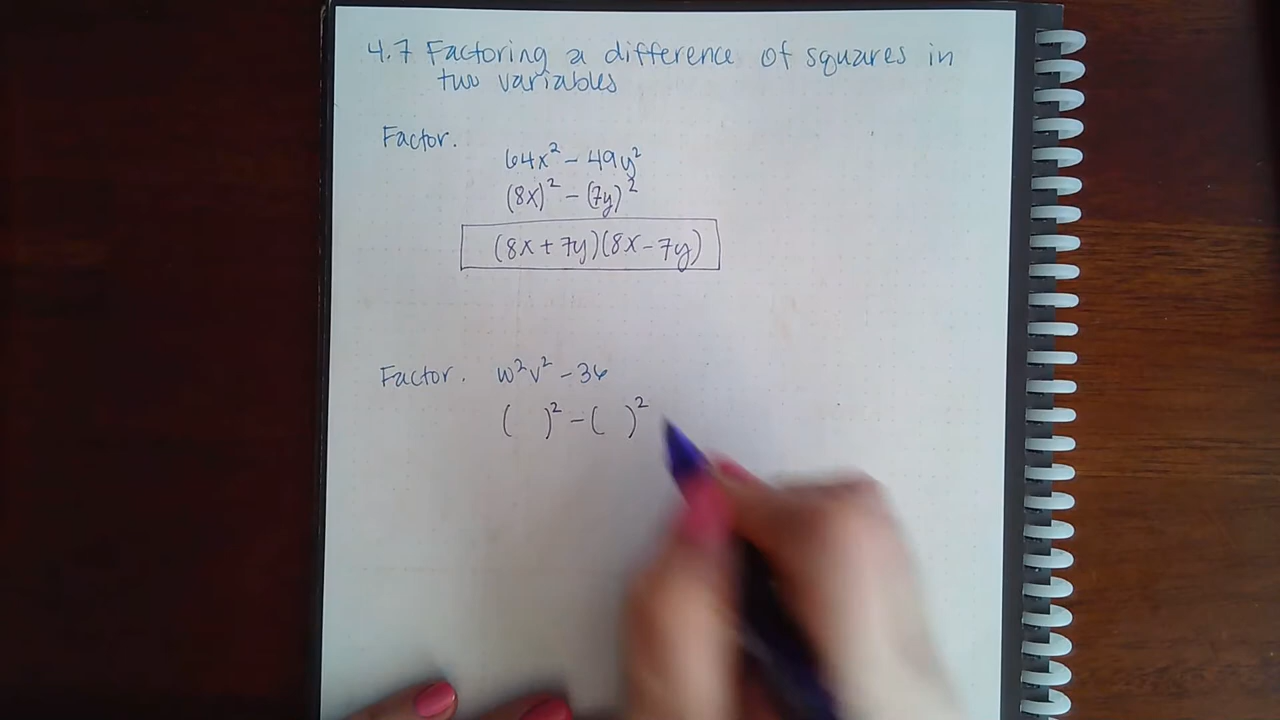 4.7 Factoring a difference of squares in
two variables
Factor.
64x² - 49y²
(8x)² - (7y)²
(8x + 7y)(8x - 7y)
Factor. w²v² - 36
( )² - ( )²